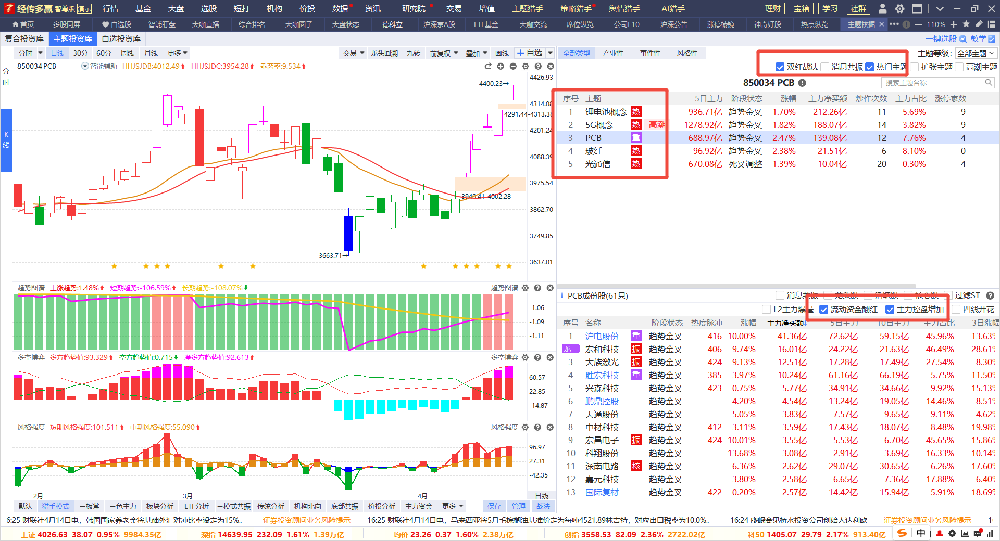 经传多赢 智尊版 演示 行情 基金 大盘 选股 短打 机构 价投 数据 资讯 研究院 交易 增值 主题猎手 策略猎手 舆情猎手 AI猎手 理财 宝箱 学习 社群
首页 多股同屏 自选股 智能盯盘 大咖直播 综合排名 大咖圈子 大盘状态 德科立 沪深京A股 ETF基金 大咖交流 席位纵览 公司F10 沪深公告 涨停棱镜 神奇好股 热点纵览 主题挖掘 110%
复合投资库 主题投资库 自选投资库 一键选股 教学
分时 日线 30分 60分 周线 月线 更多 交易 龙头回溯 九转 前复权 叠加 画线 自选
分时
K线
850034 PCB 智能辅助 HHJSJDB:4012.49 HHJSJDC:3954.28 乖离率:9.534
4426.93
4400.23
4314.08
4291.44-4313.38
4201.24
4088.39
3975.54
3940.41-4002.28
3862.70
3749.85
3663.71
3637.01
趋势图谱 上涨趋势:1.48% 短期趋势:-106.59% 长期趋势:-108.07% 趋势图谱
-1.06
-1.09
-1.11
多空博弈 多方趋势值:93.329 空方趋势值:0.715 净多方趋势值:92.613 多空博弈
60.57
22.85
-14.87
风格强度 短期风格强度:101.511 中期风格强度:55.090 风格强度
96.97
27.31
-42.35
2月 3月 4月 日线
默认 猎手模式 三板斧 三色主力 板块分析 ETF分析 三模式共振 传统分析 机构北向 底部共振 价投分析 主力资金 更多 保存 管理 战法
全部类型 产业性 事件性 风格性 主题等级: 全部主题
双红战法 消息共振 热门主题 扩张主题 高潮主题
850034 PCB 搜索主题名称
序号 主题 5日主力 阶段状态 涨幅 主力净买额 炒作次数 主力占比 涨停家数
1 锂电池概念 热 936.71亿 趋势金叉 1.70% 212.26亿 11 5.69% 9
2 5G概念 热 高潮 1278.92亿 趋势金叉 1.82% 188.07亿 14 3.82% 9
3 PCB 重 688.97亿 趋势金叉 2.47% 139.08亿 12 7.76% 4
4 玻纤 热 96.92亿 趋势金叉 2.38% 21.51亿 6 8.10% 0
5 光通信 热 670.08亿 死叉调整 1.39% 10.04亿 20 0.30% 4
PCB成份股(61只) 消息共振 龙头股 活跃股 核心股 过滤ST
L2主力爆量 流动资金翻红 主力控盘增加 四线开花
序号 名称 阶段状态 热度脉冲 涨幅 主力净买额↓ 5日主力 10日主力 主力占比 3日涨幅
1 沪电股份 重 趋势金叉 416 10.00% 41.36亿 72.62亿 59.15亿 45.96% 13.63%
龙三 宏和科技 振 趋势金叉 406 9.74% 16.01亿 24.22亿 21.63亿 46.49% 28.61%
3 大族激光 振 趋势金叉 424 9.13% 12.51亿 17.28亿 17.49亿 27.54% 8.30%
4 胜宏科技 重 趋势金叉 385 3.97% 10.24亿 61.16亿 66.19亿 5.75% 11.50%
5 兴森科技 趋势金叉 423 0.75% 5.77亿 34.91亿 34.66亿 9.92% 15.13%
6 鹏鼎控股 趋势金叉 - 4.20% 4.54亿 13.24亿 19.05亿 14.46% 8.51%
7 天通股份 趋势金叉 - 5.05% 3.83亿 7.57亿 9.65亿 9.11% 4.62%
8 中材科技 趋势金叉 412 3.11% 3.59亿 17.43亿 18.07亿 8.48% 19.98%
9 宏昌电子 振 趋势金叉 424 10.01% 3.55亿 5.53亿 6.70亿 45.65% 15.86%
10 科翔股份 趋势金叉 - 13.68% 3.08亿 2.91亿 3.69亿 16.33% 10.14%
11 深南电路 核 趋势金叉 - 6.36% 2.62亿 29.07亿 30.65亿 6.26% 17.60%
12 嘉元科技 趋势金叉 - 3.80% 2.58亿 6.65亿 7.36亿 17.88% 6.40%
13 国际复材 趋势金叉 422 0.20% 2.57亿 14.42亿 15.94亿 5.91% 18.69%
6:25 财联社4月14日电，韩国国家养老金将基础外汇对冲比率设定为15%。 证券投资顾问业务风险提示 16:25 财联社4月14日电，马来西亚将5月毛棕榈油基准价定为每吨4521.89林吉特，对应出口税率为10.0%。 16:24 廖岷会见桥水投资公司创始人达利欧 证券投资顾问业务风险提示 1
上证 4026.63 38.07 0.95% 9984.35亿 深指 14639.95 232.09 1.61% 1.39万亿 均价 23.26 0.37 1.60% 2.38万亿 创指 3558.53 82.09 2.36% 2722.02亿 科50 1405.07 29.79 2.17% 913.40亿 中